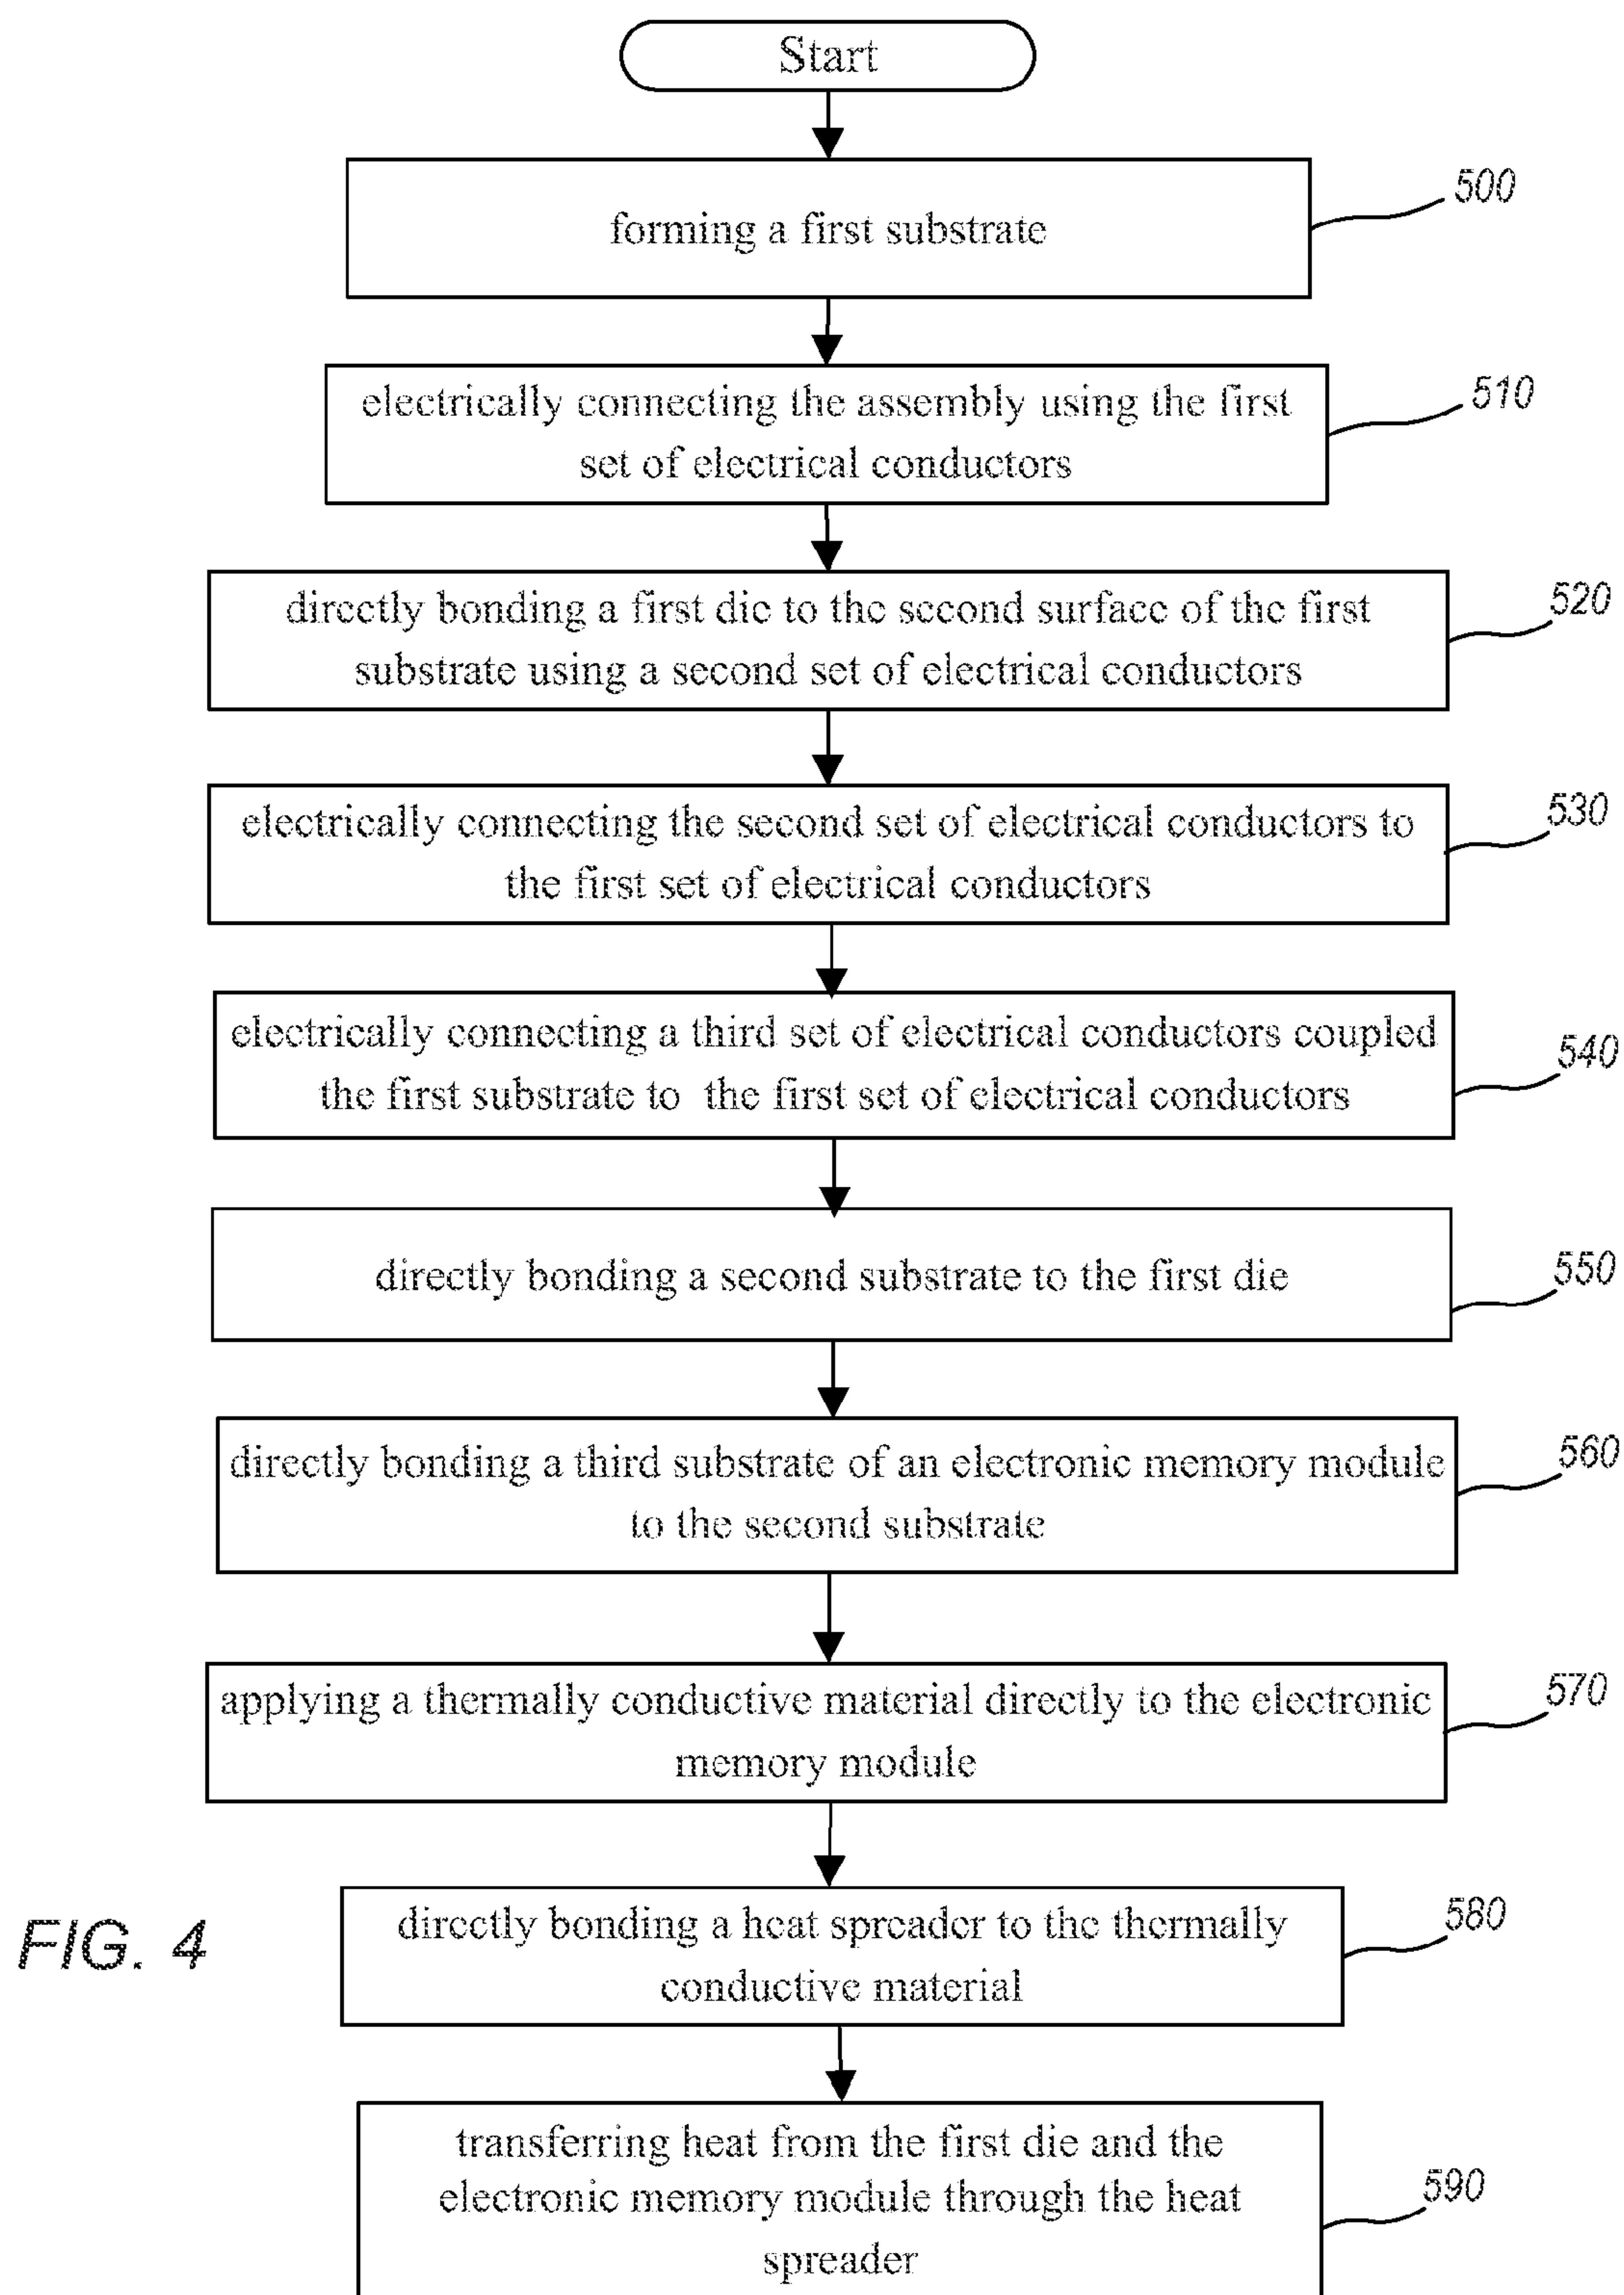 Start
forming a first substrate
500
electrically connecting the assembly using the first
set of electrical conductors
510
directly bonding a first die to the second surface of the first
substrate using a second set of electrical conductors
520
electrically connecting the second set of electrical conductors to
the first set of electrical conductors
530
electrically connecting a third set of electrical conductors coupled
the first substrate to the first set of electrical conductors
540
directly bonding a second substrate to the first die
550
directly bonding a third substrate of an electronic memory module
to the second substrate
560
applying a thermally conductive material directly to the electronic
memory module
570
directly bonding a heat spreader to the thermally
conductive material
580
FIG. 4
transferring heat from the first die and the
electronic memory module through the heat
spreader
590